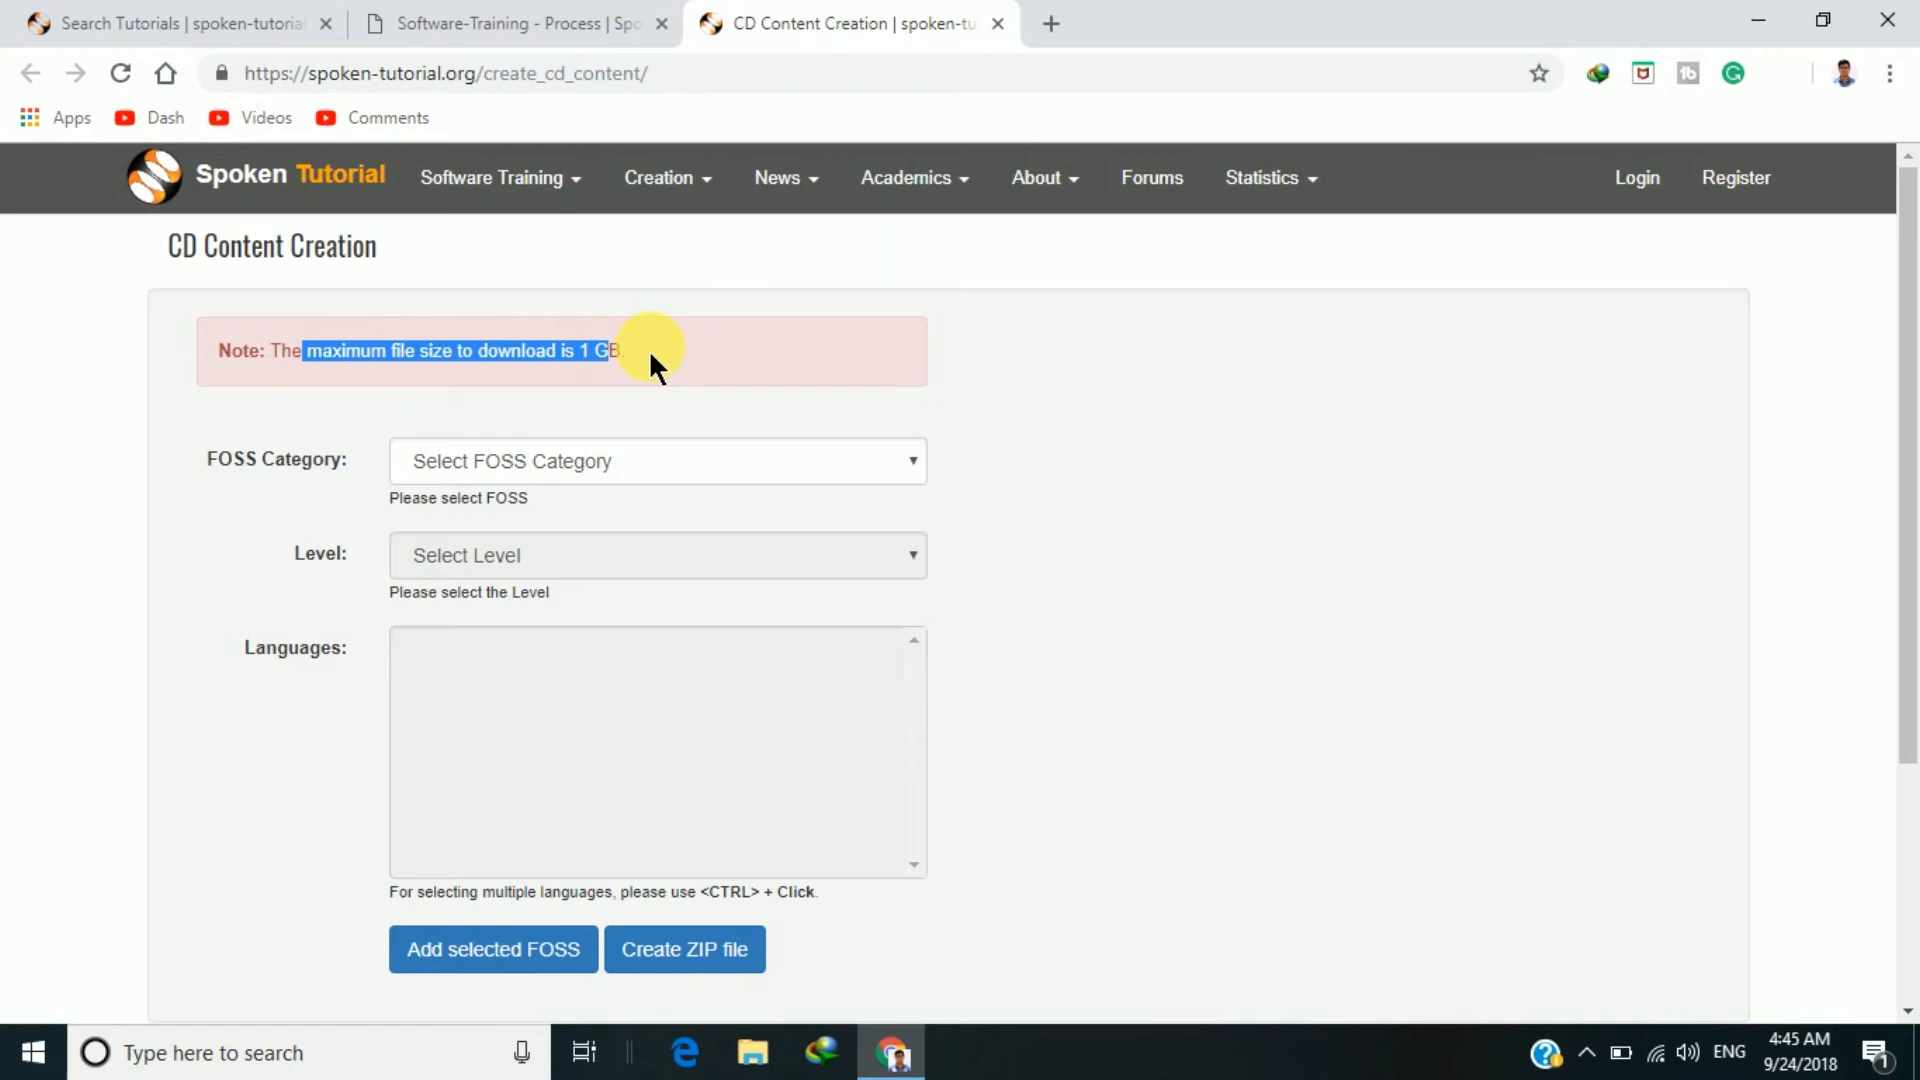 Search Tutorials | spoken-tutoria
Software-Training - Process | Spo
CD Content Creation | spoken-tu
https://spoken-tutorial.org/create_cd_content/
Apps
Dash
Videos
Comments
Spoken Tutorial
Software Training
Creation
News
Academics
About
Forums
Statistics
Login
Register
CD Content Creation
Note: The maximum file size to download is 1 GB.
FOSS Category:
Select FOSS Category
Please select FOSS
Level:
Select Level
Please select the Level
Languages:
For selecting multiple languages, please use <CTRL> + Click.
Add selected FOSS
Create ZIP file
Type here to search
ENG
4:45 AM
9/24/2018
1